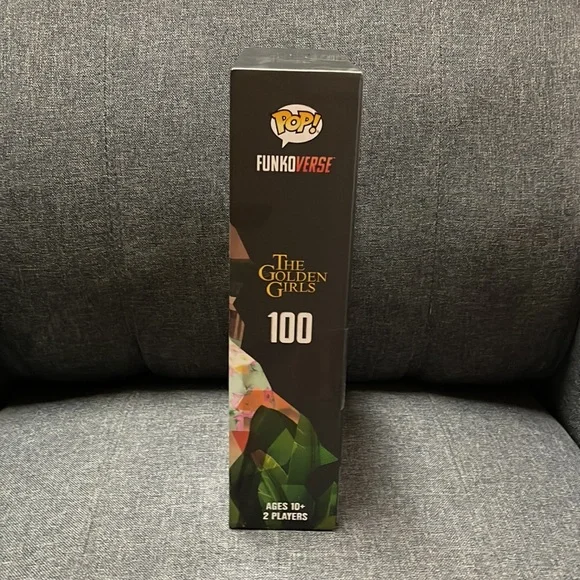 POP!
FUNKOVERSE
THE
GOLDEN
GIRLS
100
AGES 10+
2 PLAYERS